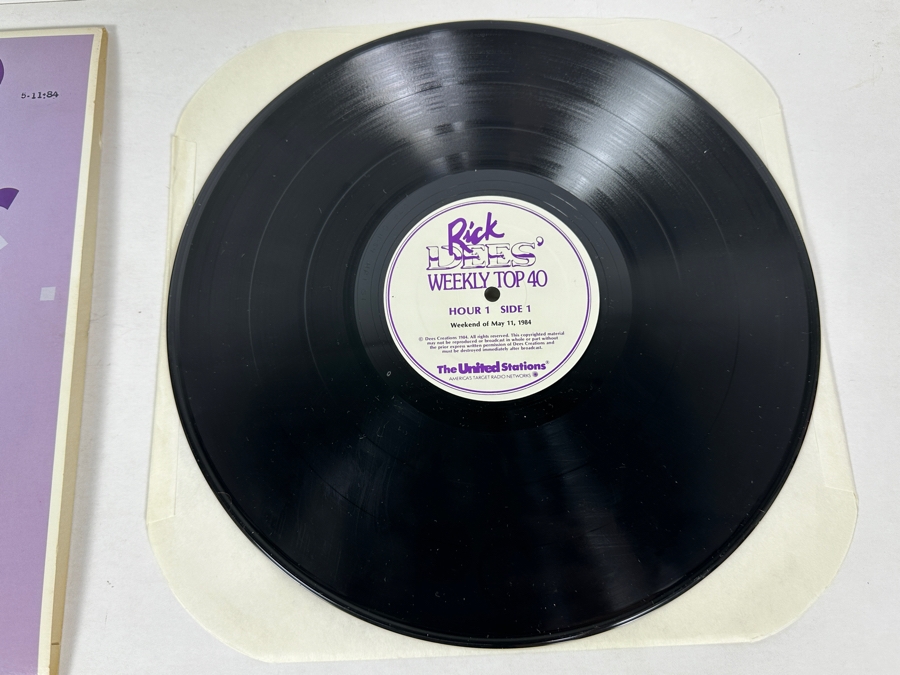 5-11-84
Rick
DEES'
WEEKLY TOP 40
HOUR 1 SIDE 1
Weekend of May 11, 1984
© Dees Creations 1984. All rights reserved. This copyrighted material
may not be reproduced or broadcast in whole or part without
the prior express written permission of Dees Creations and
must be destroyed immediately after broadcast.
The United Stations®
AMERICA'S TARGET RADIO NETWORKS